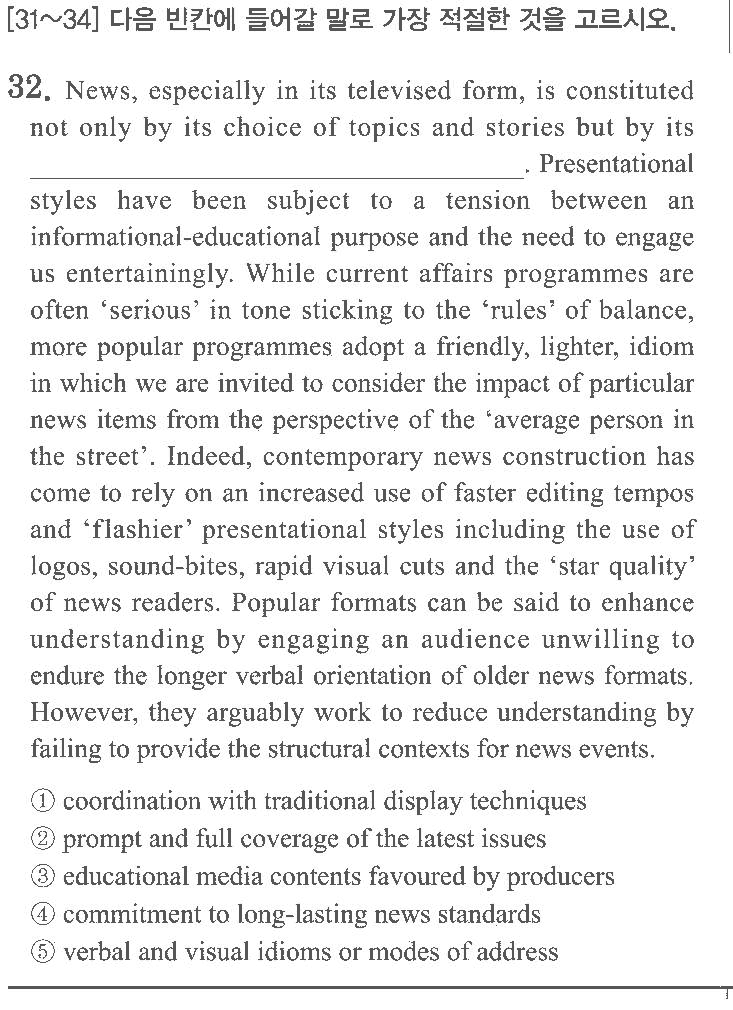 [31～34] 다음 빈칸에 들어갈 말로 가장 적절한 것을 고르시오.
32. News, especially in its televised form, is constituted
not only by its choice of topics and stories but by its
____________________________________. Presentational
styles have been subject to a tension between an
informational-educational purpose and the need to engage
us entertainingly. While current affairs programmes are
often ‘serious’ in tone sticking to the ‘rules’ of balance,
more popular programmes adopt a friendly, lighter, idiom
in which we are invited to consider the impact of particular
news items from the perspective of the ‘average person in
the street’. Indeed, contemporary news construction has
come to rely on an increased use of faster editing tempos
and ‘flashier’ presentational styles including the use of
logos, sound-bites, rapid visual cuts and the ‘star quality’
of news readers. Popular formats can be said to enhance
understanding by engaging an audience unwilling to
endure the longer verbal orientation of older news formats.
However, they arguably work to reduce understanding by
failing to provide the structural contexts for news events.
① coordination with traditional display techniques
② prompt and full coverage of the latest issues
③ educational media contents favoured by producers
④ commitment to long-lasting news standards
⑤ verbal and visual idioms or modes of address